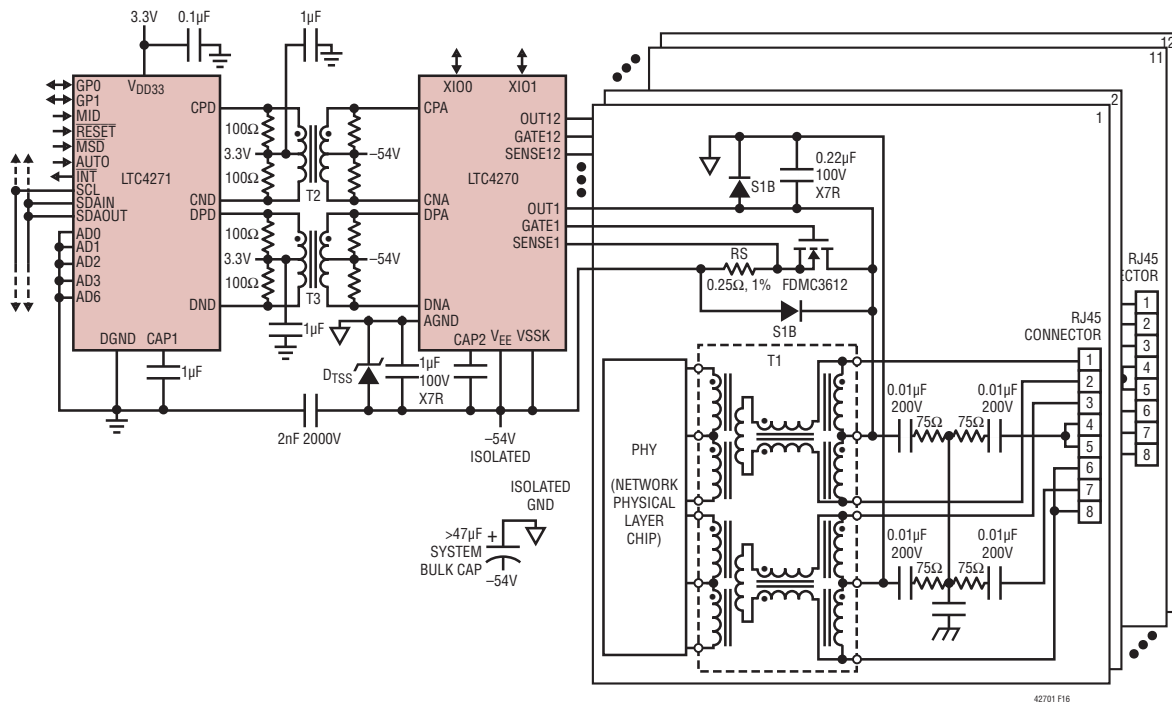 3.3V
0.1µF
1µF
VDD33
GP0
GP1
MID
RESET
MSD
AUTO
INT
SCL
SDAIN
SDAOUT
AD0
AD1
AD2
AD3
AD6
LTC4271
CPD
CND
DPD
DND
DGND
CAP1
1µF
100Ω
3.3V
100Ω
T2
–54V
100Ω
3.3V
100Ω
T3
–54V
1µF
XIO0
XIO1
CPA
LTC4270
CNA
DPA
DNA
AGND
CAP2
VEE
VSSK
OUT12
GATE12
SENSE12
OUT1
GATE1
SENSE1
DTSS
1µF
100V
X7R
2nF 2000V
–54V
ISOLATED
ISOLATED
GND
>47µF
+
SYSTEM
BULK CAP
–54V
12
11
2
1
S1B
0.22µF
100V
X7R
RS
0.25Ω, 1%
FDMC3612
S1B
T1
PHY
(NETWORK
PHYSICAL
LAYER
CHIP)
0.01µF
200V
75Ω
75Ω
0.01µF
200V
0.01µF
200V
75Ω
75Ω
0.01µF
200V
RJ45
CONNECTOR
1
2
3
4
5
6
7
8
RJ45
CTOR
1
2
3
4
5
6
7
8
42701 F16